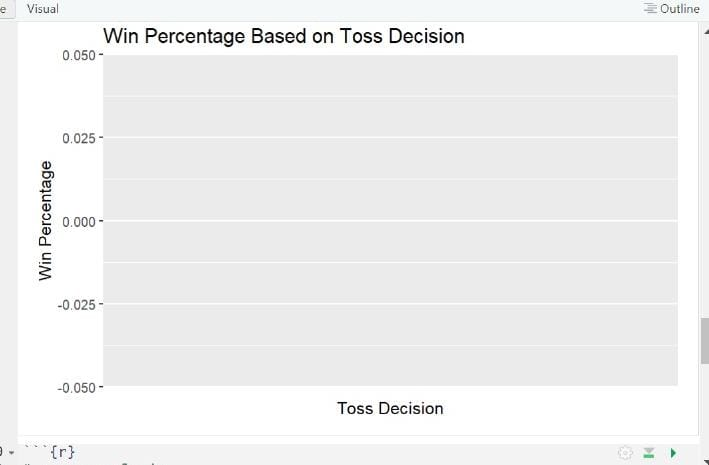 Visual
Outline
Win Percentage Based on Toss Decision
0.050
0.025
0.000
-0.025
-0.050
Win Percentage
Toss Decision
```{r}